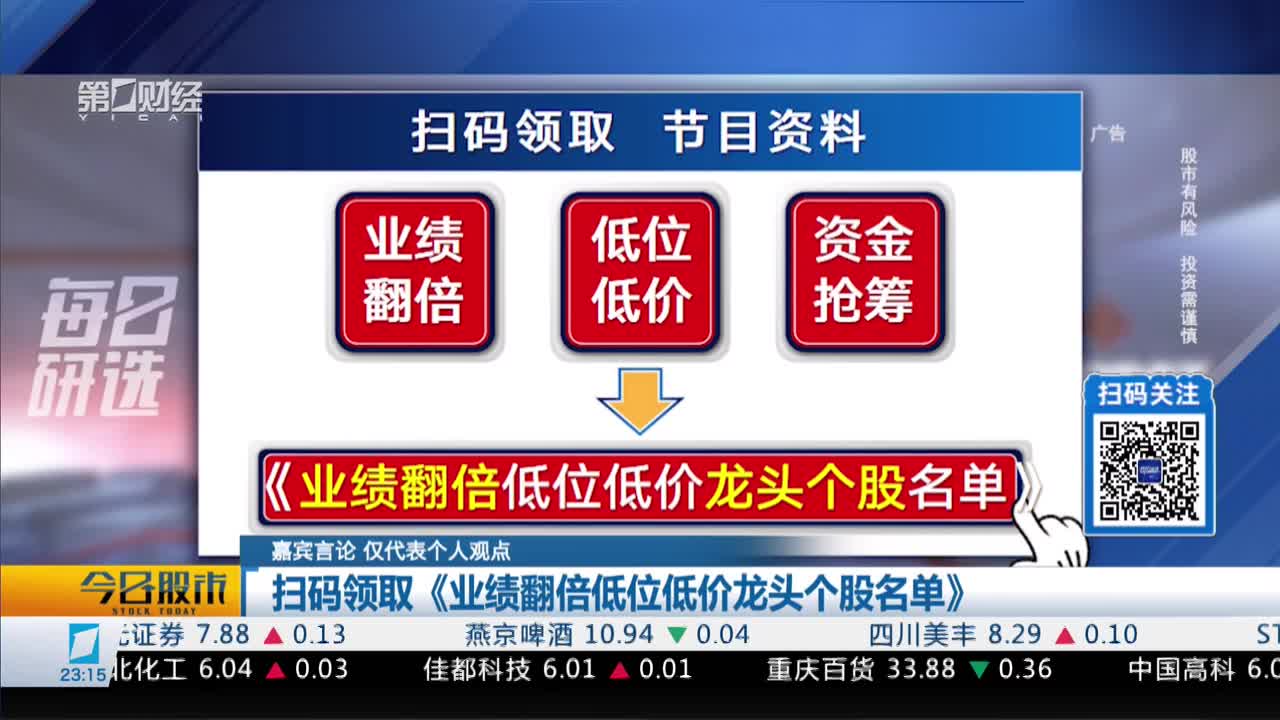 第一财经
YICAI
扫码领取 节目资料
广告
股市有风险 投资需谨慎
业绩
翻倍
低位
低价
资金
抢筹
每日
研选
扫码关注
《业绩翻倍低位低价龙头个股名单》
嘉宾言论 仅代表个人观点
今日股市
STOCK TODAY
扫码领取《业绩翻倍低位低价龙头个股名单》
证券 7.88 ▲ 0.13 燕京啤酒 10.94 ▼ 0.04 四川美丰 8.29 ▲ 0.10 ST
23:15
北化工 6.04 ▲ 0.03 佳都科技 6.01 ▲ 0.01 重庆百货 33.88 ▼ 0.36 中国高科 6.0